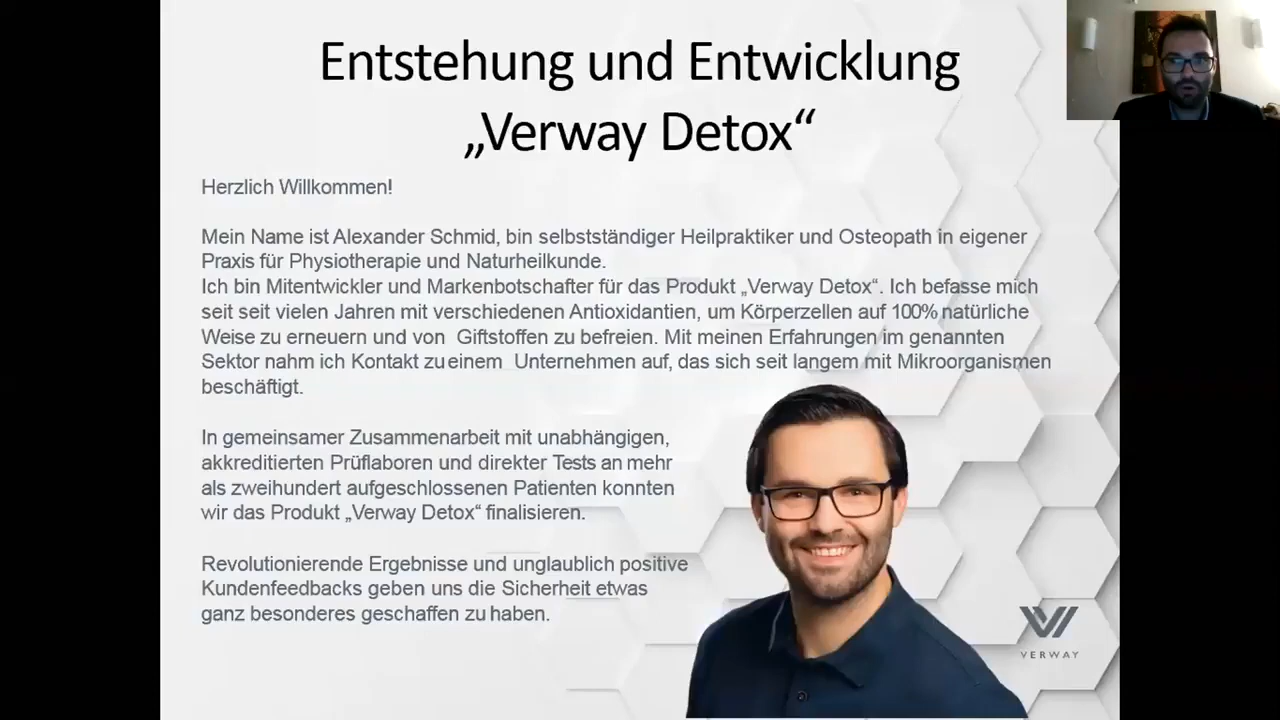 Entstehung und Entwicklung
„Verway Detox“
Herzlich Willkommen!
Mein Name ist Alexander Schmid, bin selbstständiger Heilpraktiker und Osteopath in eigener
Praxis für Physiotherapie und Naturheilkunde.
Ich bin Mitentwickler und Markenbotschafter für das Produkt „Verway Detox“. Ich befasse mich
seit seit vielen Jahren mit verschiedenen Antioxidantien, um Körperzellen auf 100% natürliche
Weise zu erneuern und von Giftstoffen zu befreien. Mit meinen Erfahrungen im genannten
Sektor nahm ich Kontakt zu einem Unternehmen auf, das sich seit langem mit Mikroorganismen
beschäftigt.
In gemeinsamer Zusammenarbeit mit unabhängigen,
akkreditierten Prüflaboren und direkter Tests an mehr
als zweihundert aufgeschlossenen Patienten konnten
wir das Produkt „Verway Detox“ finalisieren.
Revolutionierende Ergebnisse und unglaublich positive
Kundenfeedbacks geben uns die Sicherheit etwas
ganz besonderes geschaffen zu haben.
VERWAY